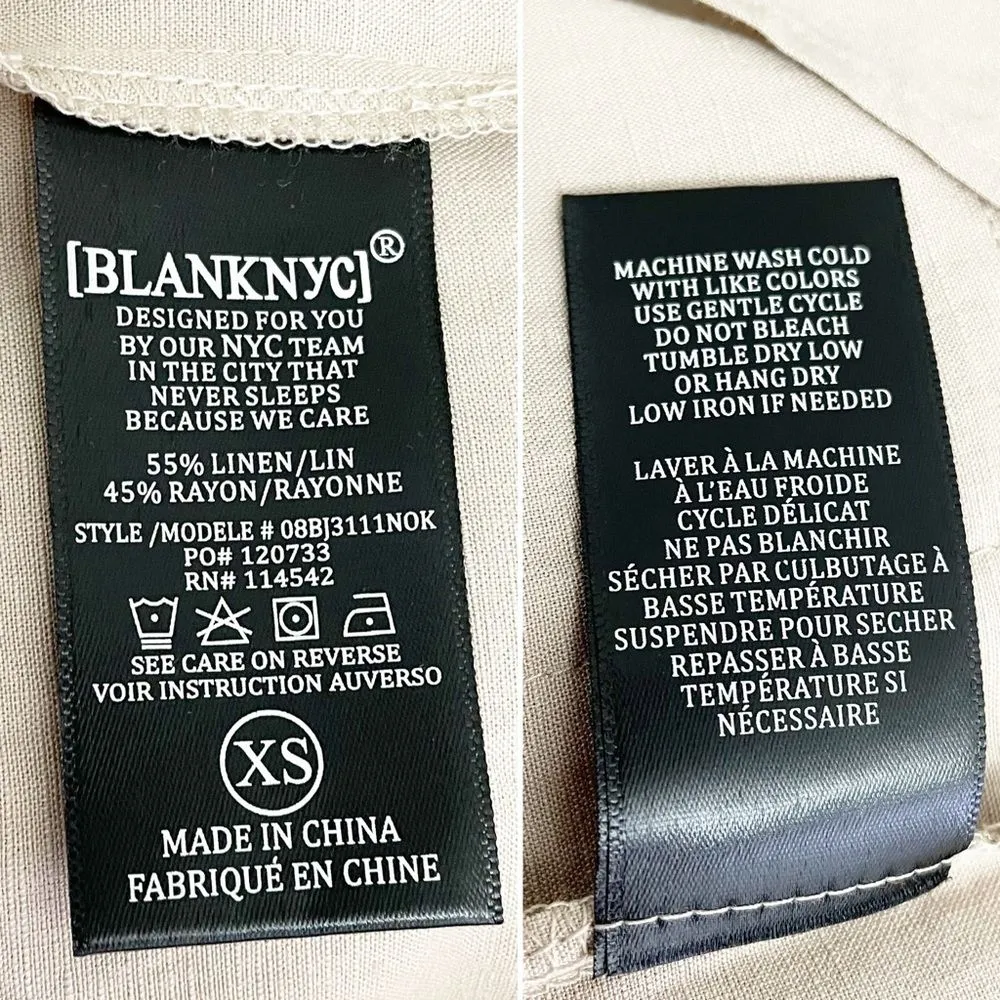 [BLANKNYC]®
DESIGNED FOR YOU
BY OUR NYC TEAM
IN THE CITY THAT
NEVER SLEEPS
BECAUSE WE CARE
55% LINEN/LIN
45% RAYON/RAYONNE
STYLE /MODELE # 08BJ3111NOK
PO# 120733
RN# 114542
SEE CARE ON REVERSE
VOIR INSTRUCTION AUVERSO
XS
MADE IN CHINA
FABRIQUÉ EN CHINE
MACHINE WASH COLD
WITH LIKE COLORS
USE GENTLE CYCLE
DO NOT BLEACH
TUMBLE DRY LOW
OR HANG DRY
LOW IRON IF NEEDED
LAVER À LA MACHINE
À L'EAU FROIDE
CYCLE DÉLICAT
NE PAS BLANCHIR
SÉCHER PAR CULBUTAGE À
BASSE TEMPÉRATURE
SUSPENDRE POUR SECHER
REPASSER À BASSE
TEMPÉRATURE SI
NÉCESSAIRE